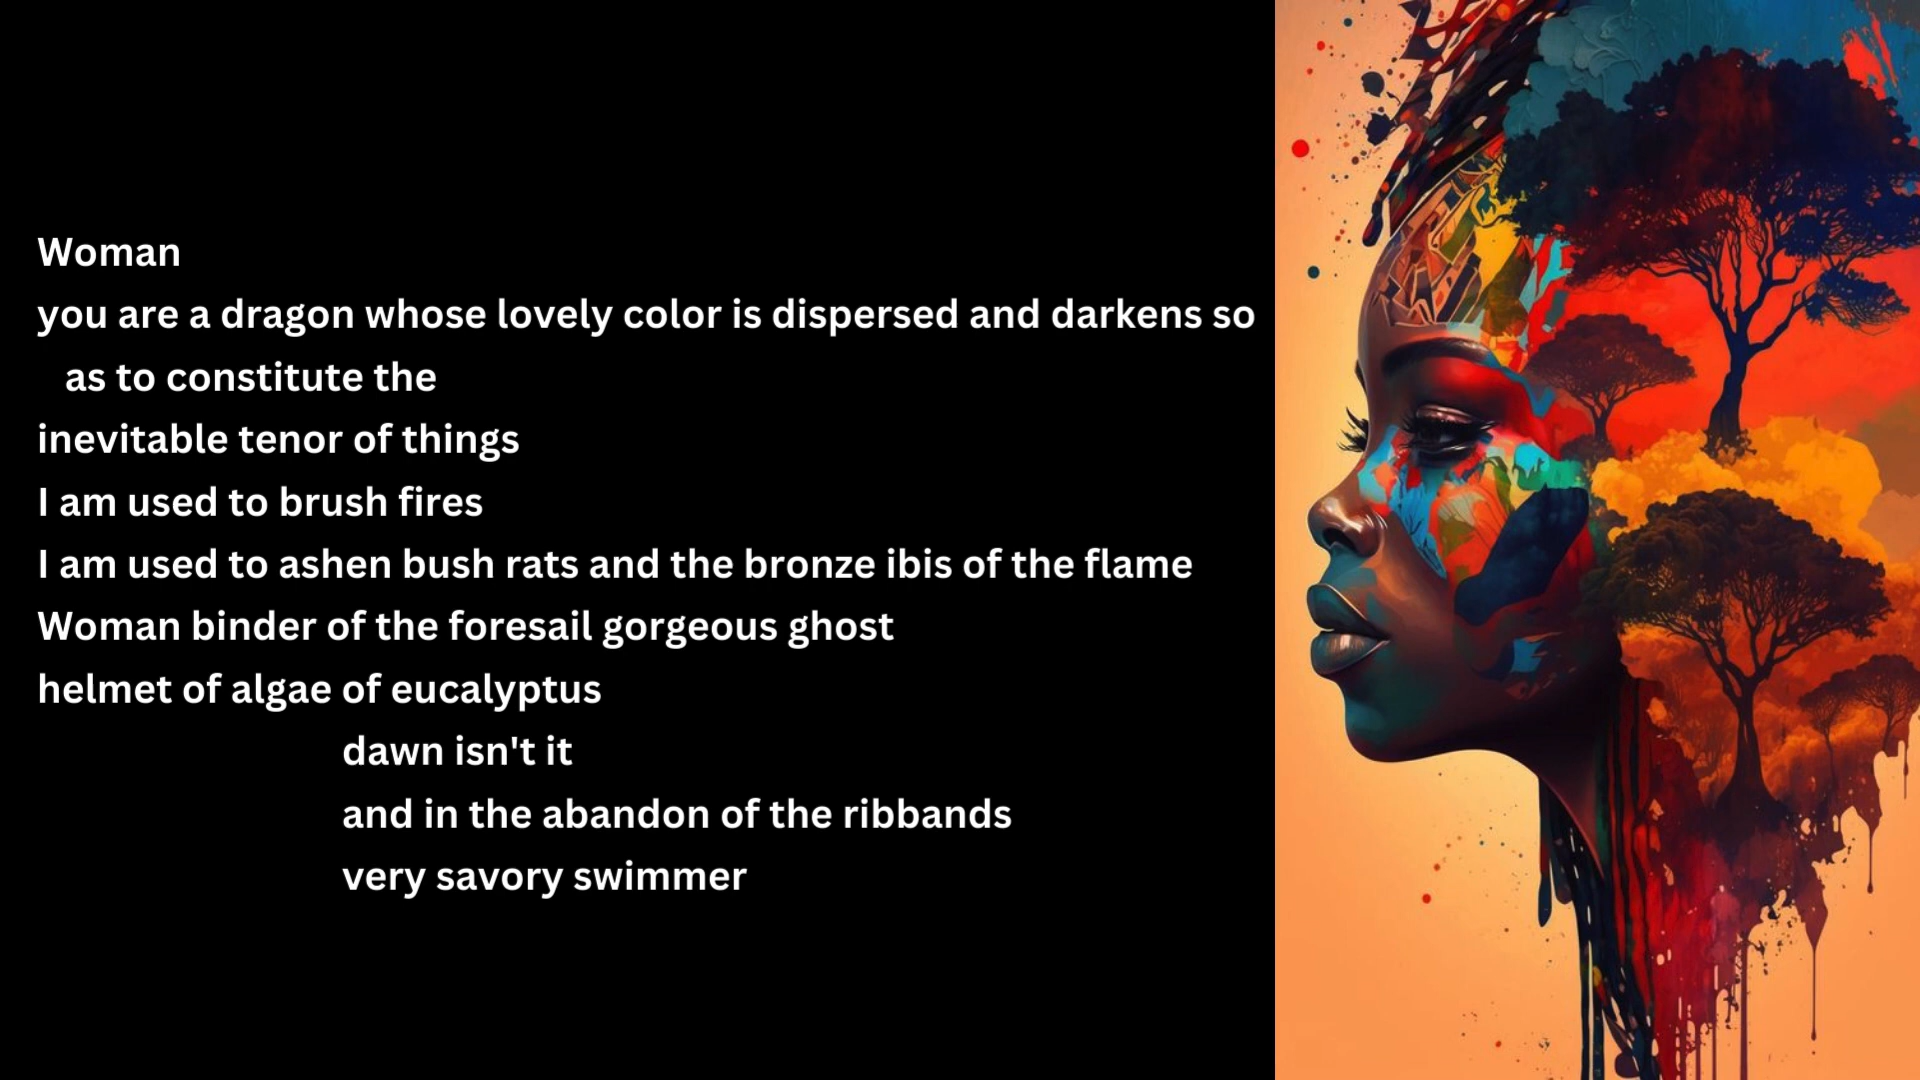 Woman
you are a dragon whose lovely color is dispersed and darkens so
as to constitute the
inevitable tenor of things
I am used to brush fires
I am used to ashen bush rats and the bronze ibis of the flame
Woman binder of the foresail gorgeous ghost
helmet of algae of eucalyptus
dawn isn't it
and in the abandon of the ribbands
very savory swimmer